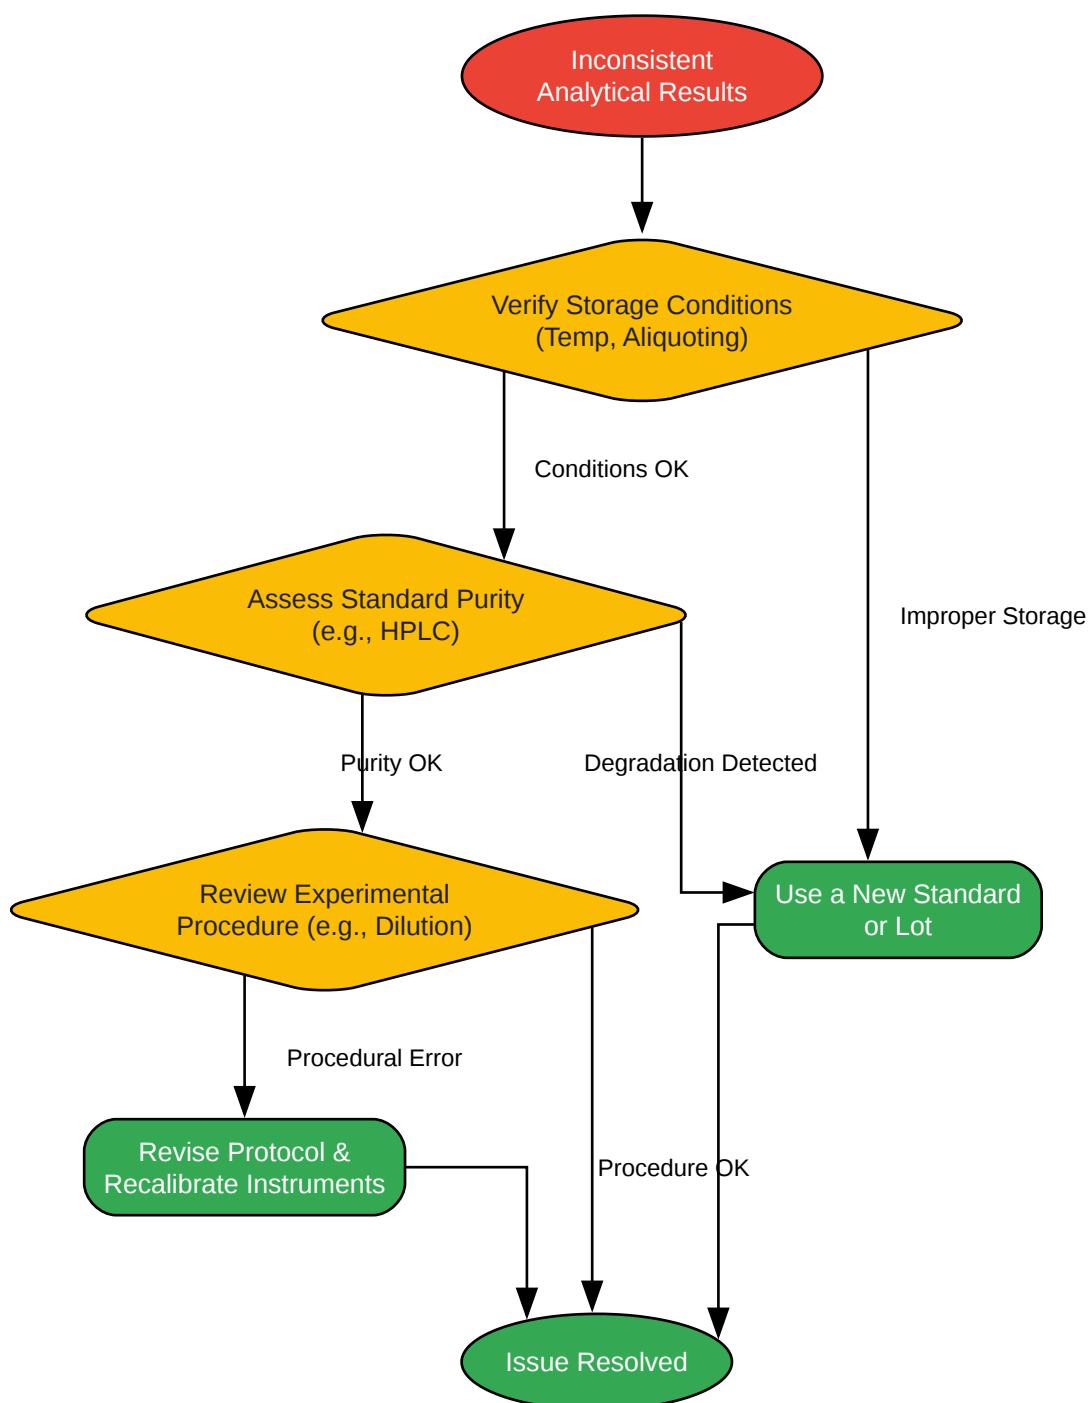 Inconsistent
Analytical Results
Verify Storage Conditions
(Temp, Aliquoting)
Conditions OK
Assess Standard Purity
(e.g., HPLC)
Improper Storage
Purity OK
Degradation Detected
Review Experimental
Procedure (e.g., Dilution)
Use a New Standard
or Lot
Procedural Error
Revise Protocol &
Recalibrate Instruments
Procedure OK
Issue Resolved